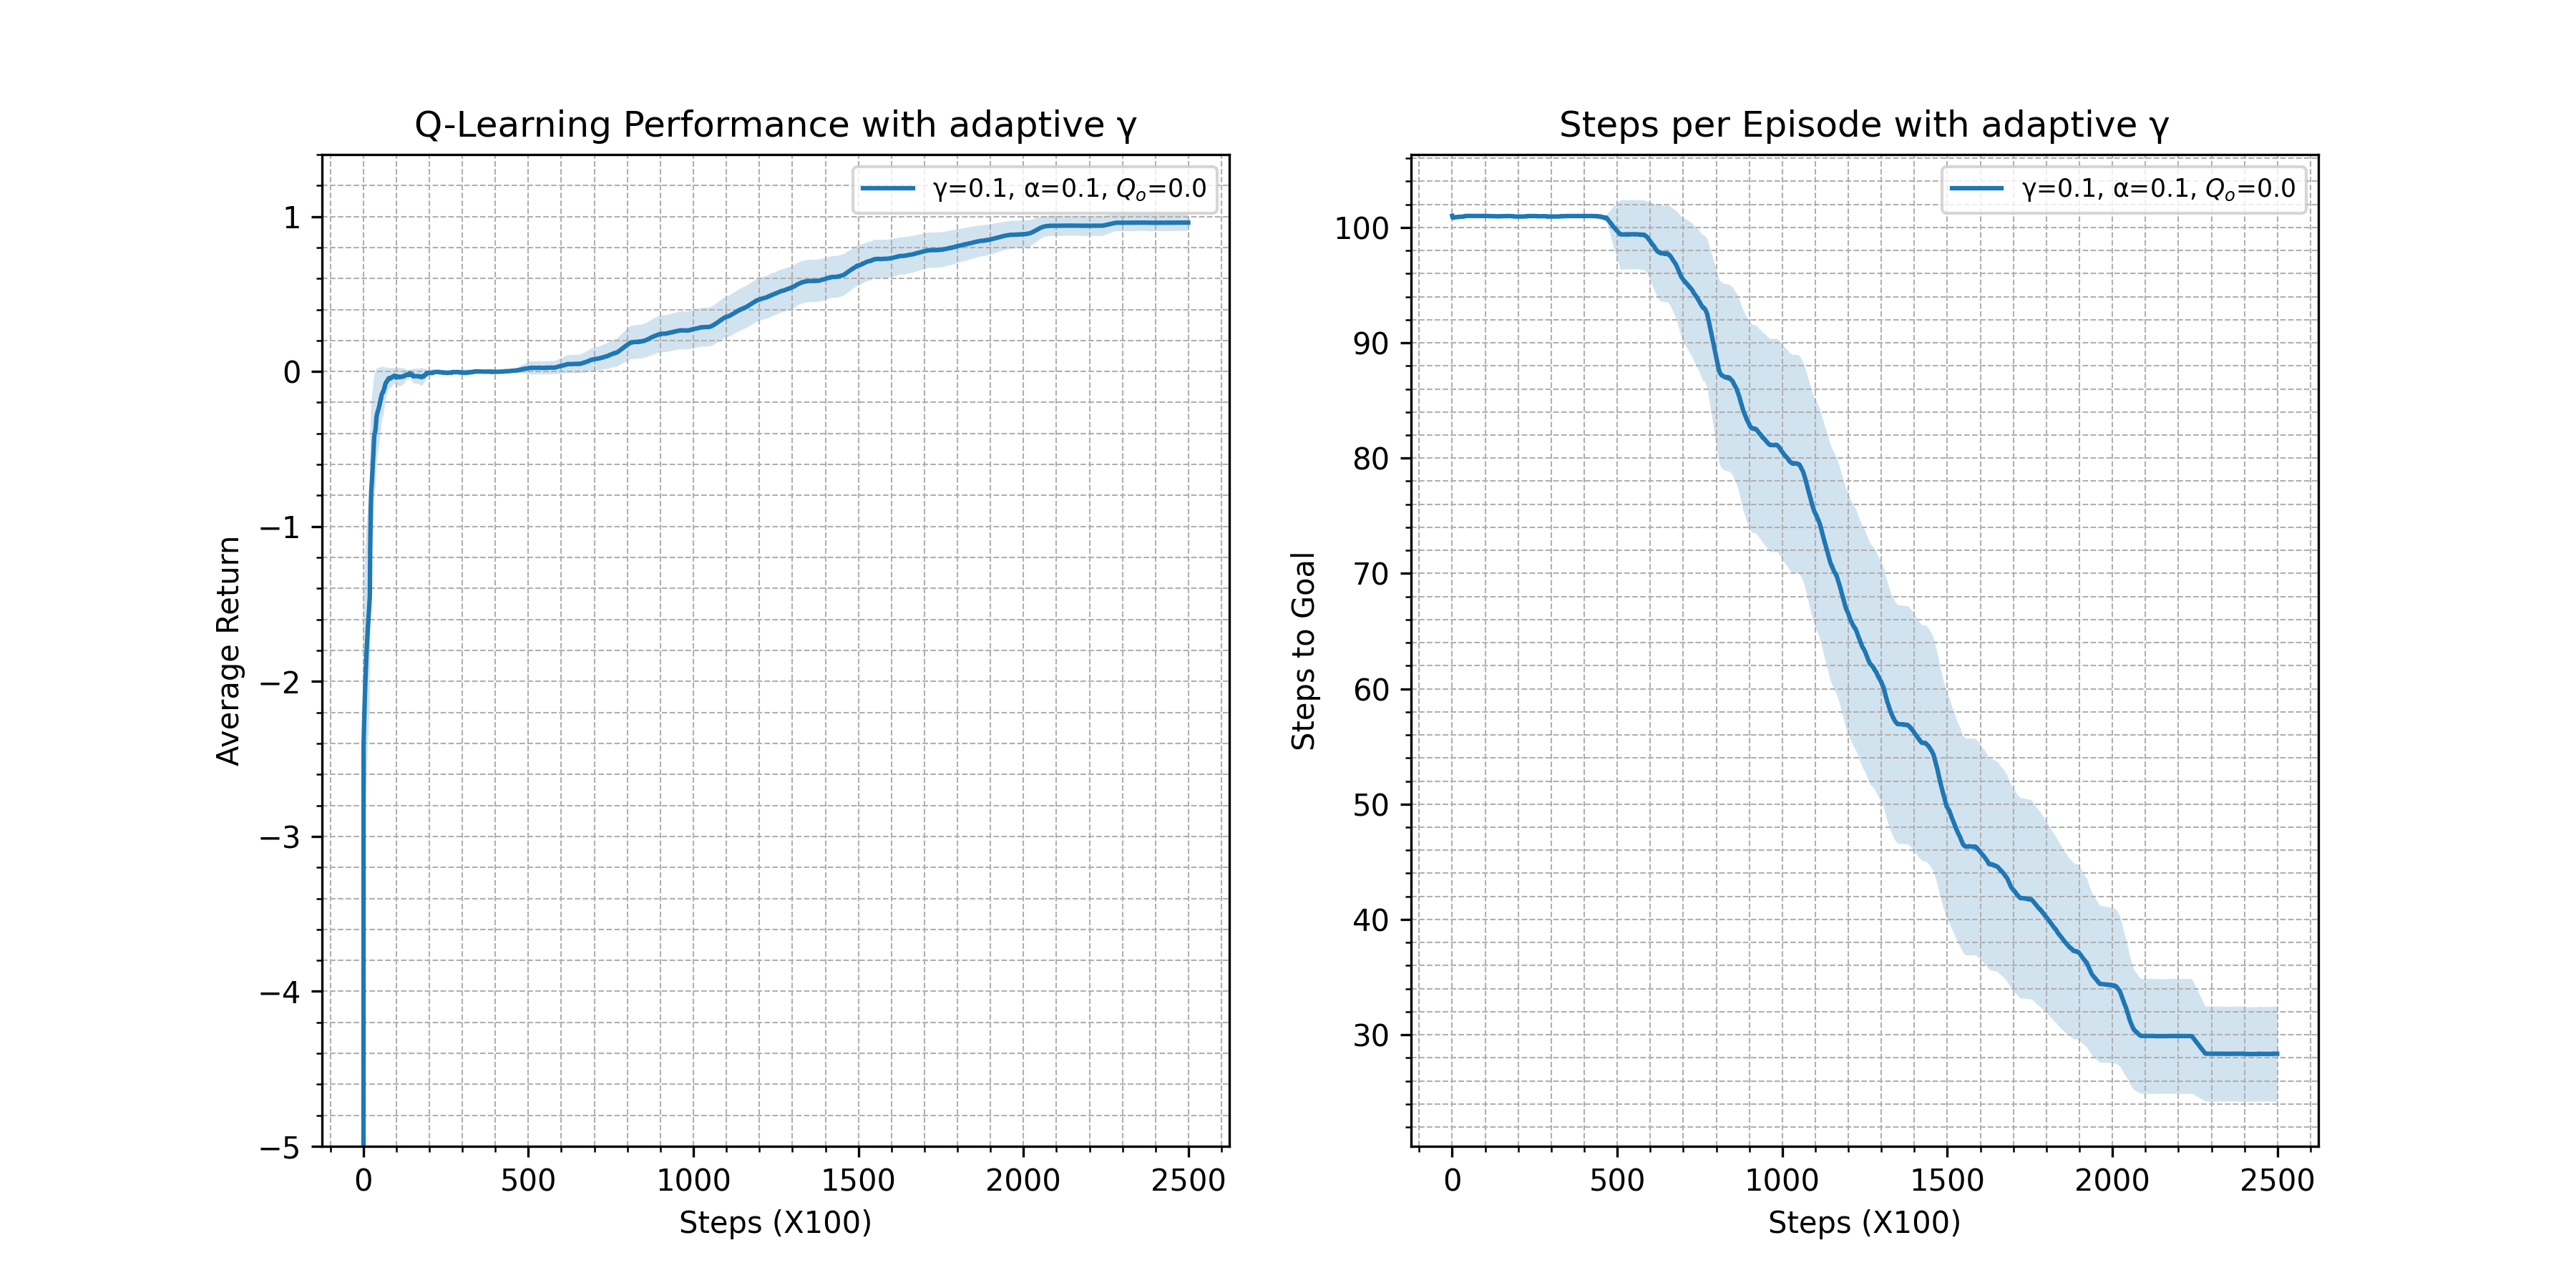 Q-Learning Performance with adaptive γ
γ=0.1, α=0.1, Qₒ=0.0
1
0
−1
−2
−3
−4
−5
Average Return
0 500 1000 1500 2000 2500
Steps (X100)
Steps per Episode with adaptive γ
γ=0.1, α=0.1, Qₒ=0.0
100
90
80
70
60
50
40
30
Steps to Goal
0 500 1000 1500 2000 2500
Steps (X100)